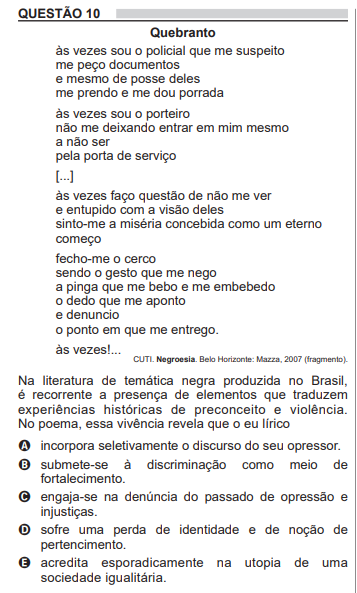 QUESTÃO 10
Quebranto
às vezes sou o policial que me suspeito
me peço documentos
e mesmo de posse deles
me prendo e me dou porrada
às vezes sou o porteiro
não me deixando entrar em mim mesmo
a não ser
pela porta de serviço
[...]
às vezes faço questão de não me ver
e entupido com a visão deles
sinto-me a miséria concebida como um eterno
começo
fecho-me o cerco
sendo o gesto que me nego
a pinga que me bebo e me embebedo
o dedo que me aponto
e denuncio
o ponto em que me entrego.
às vezes!...
CUTI. Negroesia. Belo Horizonte: Mazza, 2007 (fragmento).
Na literatura de temática negra produzida no Brasil,
é recorrente a presença de elementos que traduzem
experiências históricas de preconceito e violência.
No poema, essa vivência revela que o eu lírico
A incorpora seletivamente o discurso do seu opressor.
B submete-se à discriminação como meio de
fortalecimento.
C engaja-se na denúncia do passado de opressão e
injustiças.
D sofre uma perda de identidade e de noção de
pertencimento.
E acredita esporadicamente na utopia de uma
sociedade igualitária.